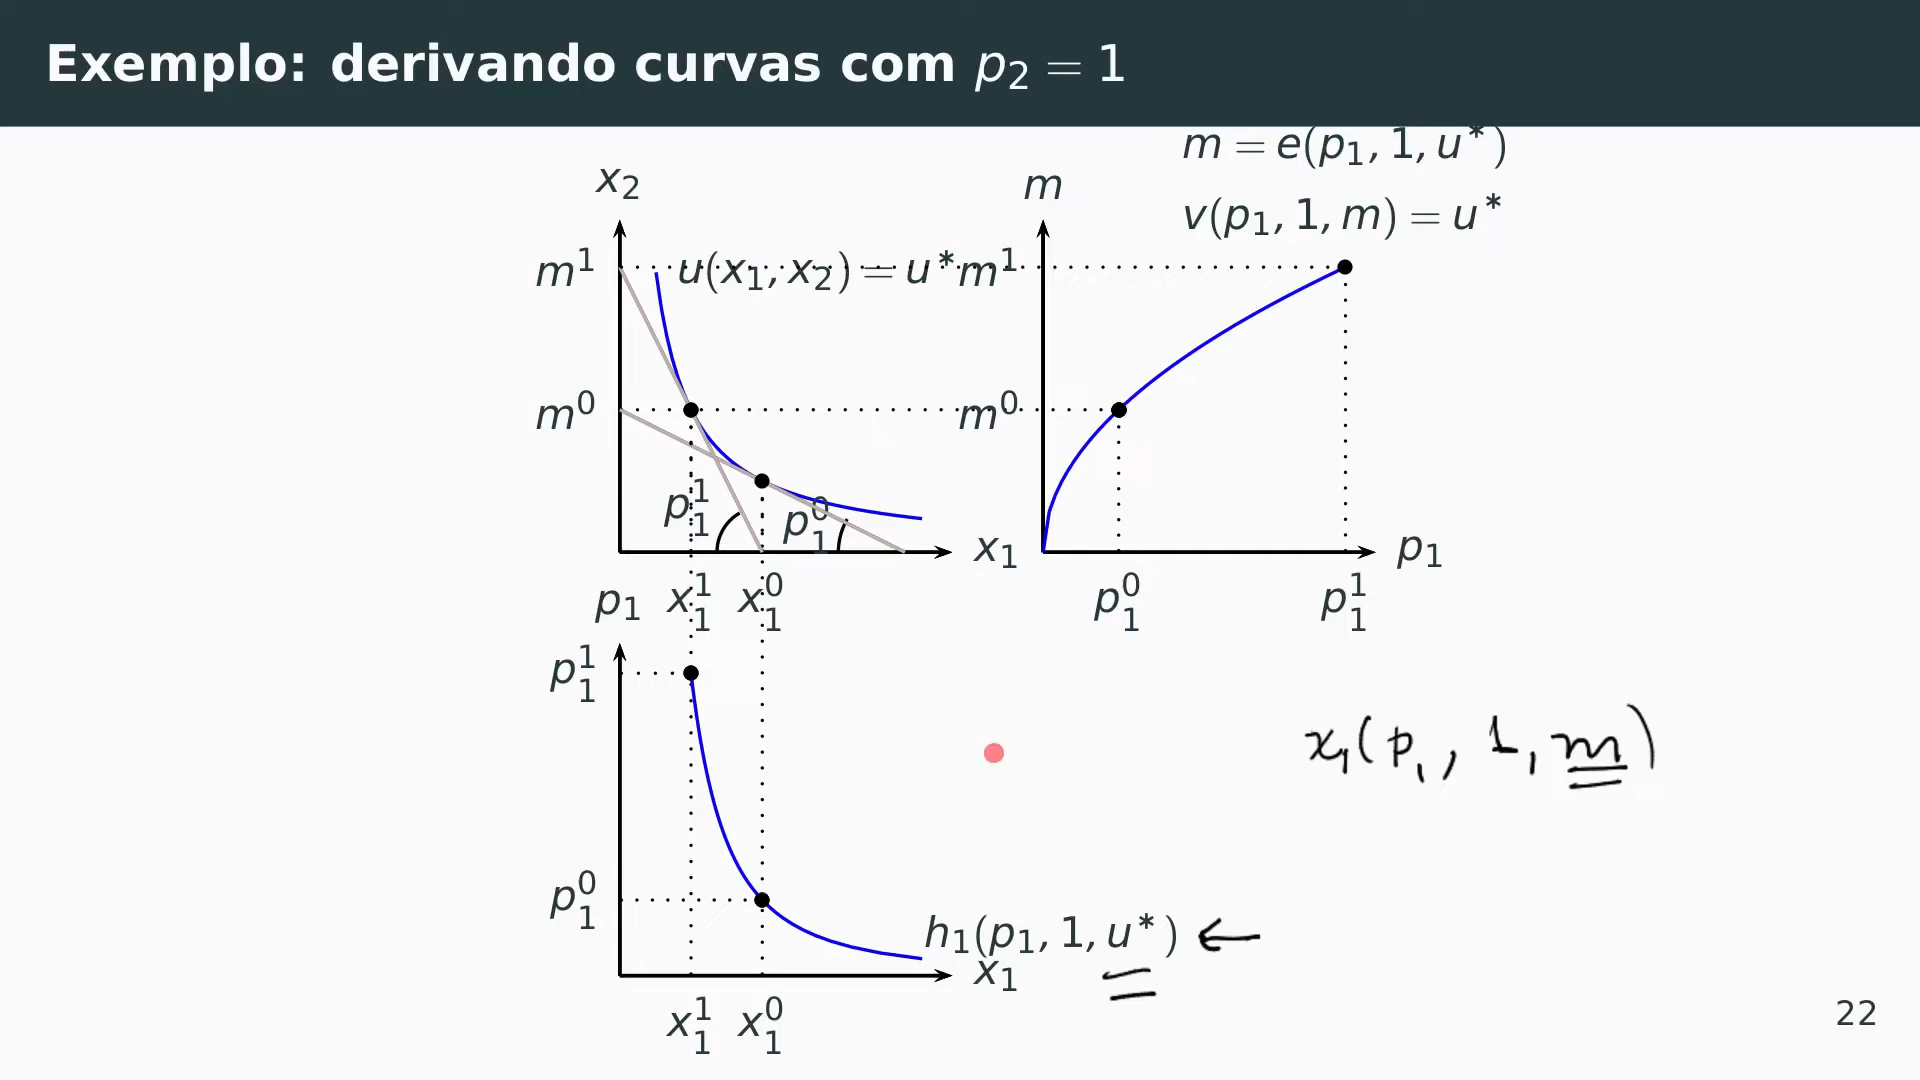 Exemplo: derivando curvas com p₂ = 1
m = e(p₁, 1, u*)
x₂
m
v(p₁, 1, m) = u*
m¹
u(x₁, x₂) = u*
m¹
m⁰
m⁰
p₁¹
p₁⁰
x₁
p₁
p₁
x₁¹
x₁⁰
p₁⁰
p₁¹
p₁¹
x₁(p₁, 1, m)
p₁⁰
h₁(p₁, 1, u*) ←
x₁
x₁¹
x₁⁰
22